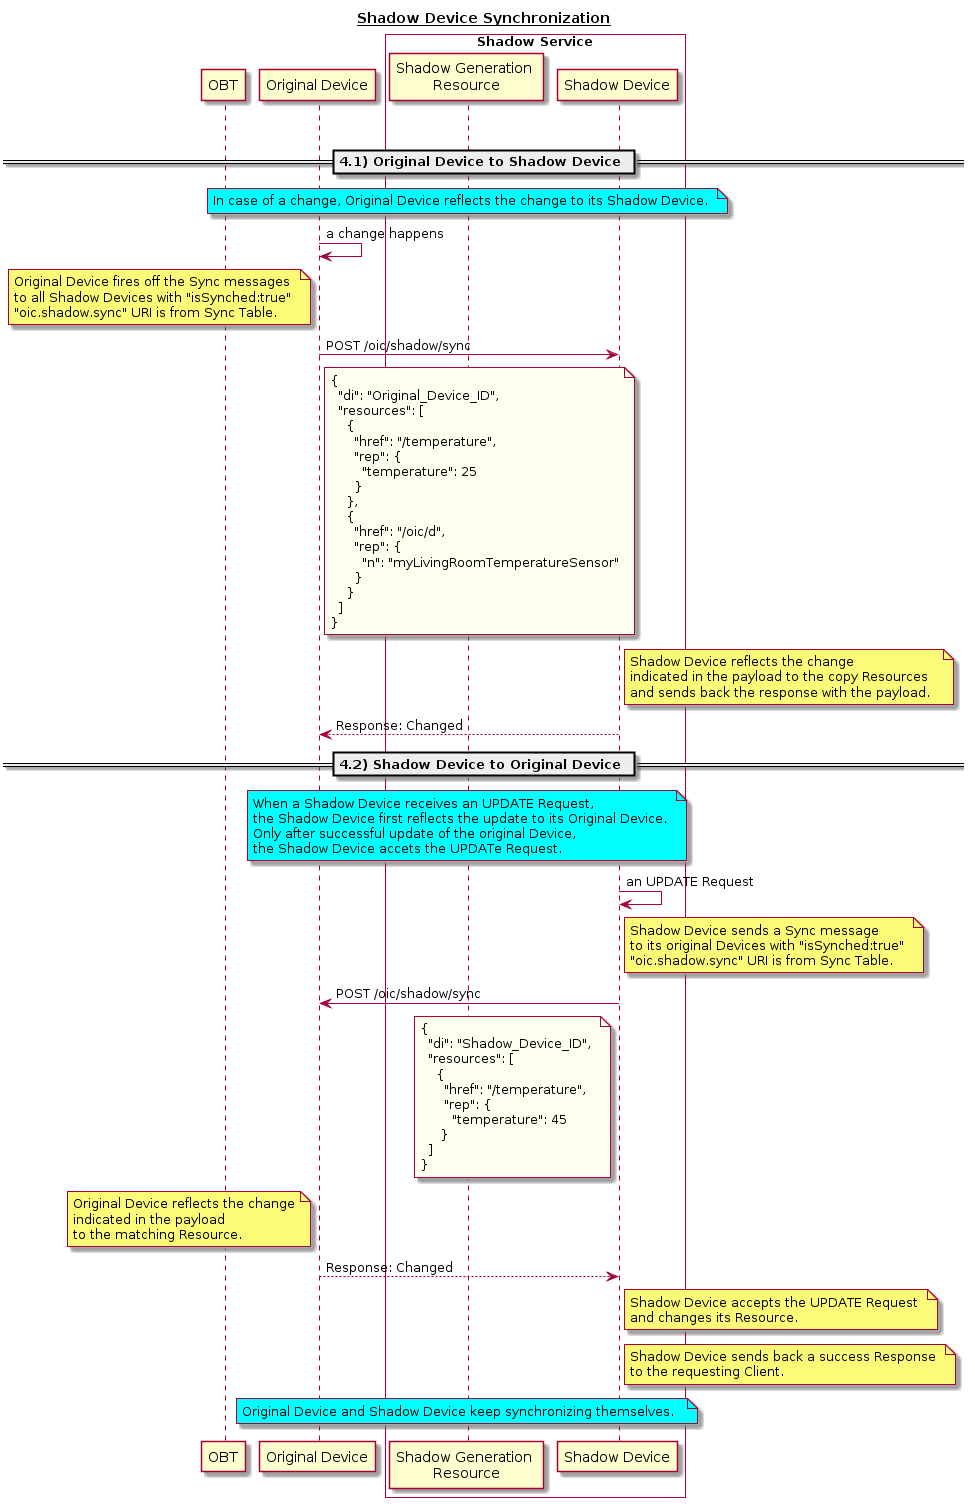 Shadow Device Synchronization
Shadow Service
OBT
Original Device
Shadow Generation
Resource
Shadow Device
4.1) Original Device to Shadow Device
In case of a change, Original Device reflects the change to its Shadow Device.
a change happens
Original Device fires off the Sync messages
to all Shadow Devices with "isSynched:true"
"oic.shadow.sync" URI is from Sync Table.
POST /oic/shadow/sync
{
"di": "Original_Device_ID",
"resources": [
{
"href": "/temperature",
"rep": {
"temperature": 25
}
},
{
"href": "/oic/d",
"rep": {
"n": "myLivingRoomTemperatureSensor"
}
}
]
}
Shadow Device reflects the change
indicated in the payload to the copy Resources
and sends back the response with the payload.
Response: Changed
4.2) Shadow Device to Original Device
When a Shadow Device receives an UPDATE Request,
the Shadow Device first reflects the update to its Original Device.
Only after successful update of the original Device,
the Shadow Device accets the UPDATe Request.
an UPDATE Request
Shadow Device sends a Sync message
to its original Devices with "isSynched:true"
"oic.shadow.sync" URI is from Sync Table.
POST /oic/shadow/sync
{
"di": "Shadow_Device_ID",
"resources": [
{
"href": "/temperature",
"rep": {
"temperature": 45
}
]
}
Original Device reflects the change
indicated in the payload
to the matching Resource.
Response: Changed
Shadow Device accepts the UPDATE Request
and changes its Resource.
Shadow Device sends back a success Response
to the requesting Client.
Original Device and Shadow Device keep synchronizing themselves.
OBT
Original Device
Shadow Generation
Resource
Shadow Device